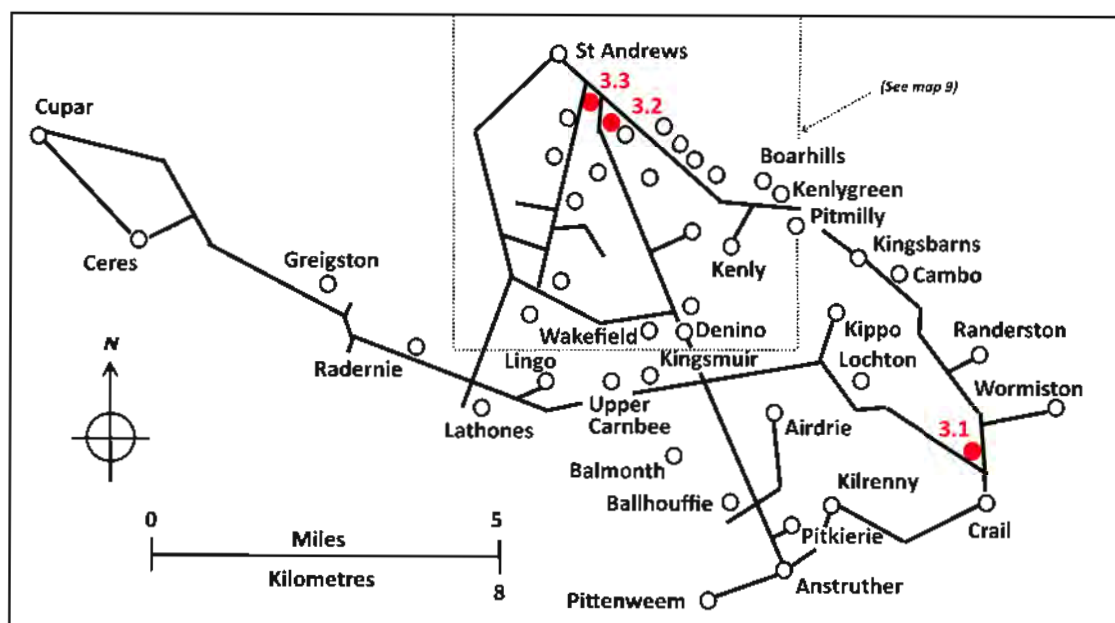 St Andrews
3.3
3.2
(See map 9)
Cupar
Boarhills
Kenlygreen
Pitmilly
Kingsbarns
Cambo
Ceres
Greigston
Kenly
Wakefield
Denino
Kippo
Randerston
N
Radernie
Lingo
Kingsmuir
Lochton
Wormiston
Lathones
Upper
Carnbee
Airdrie
3.1
Balmonth
Ballhouffie
Kilrenny
Crail
0
5
Miles
Kilometres
8
Pitkierie
Anstruther
Pittenweem